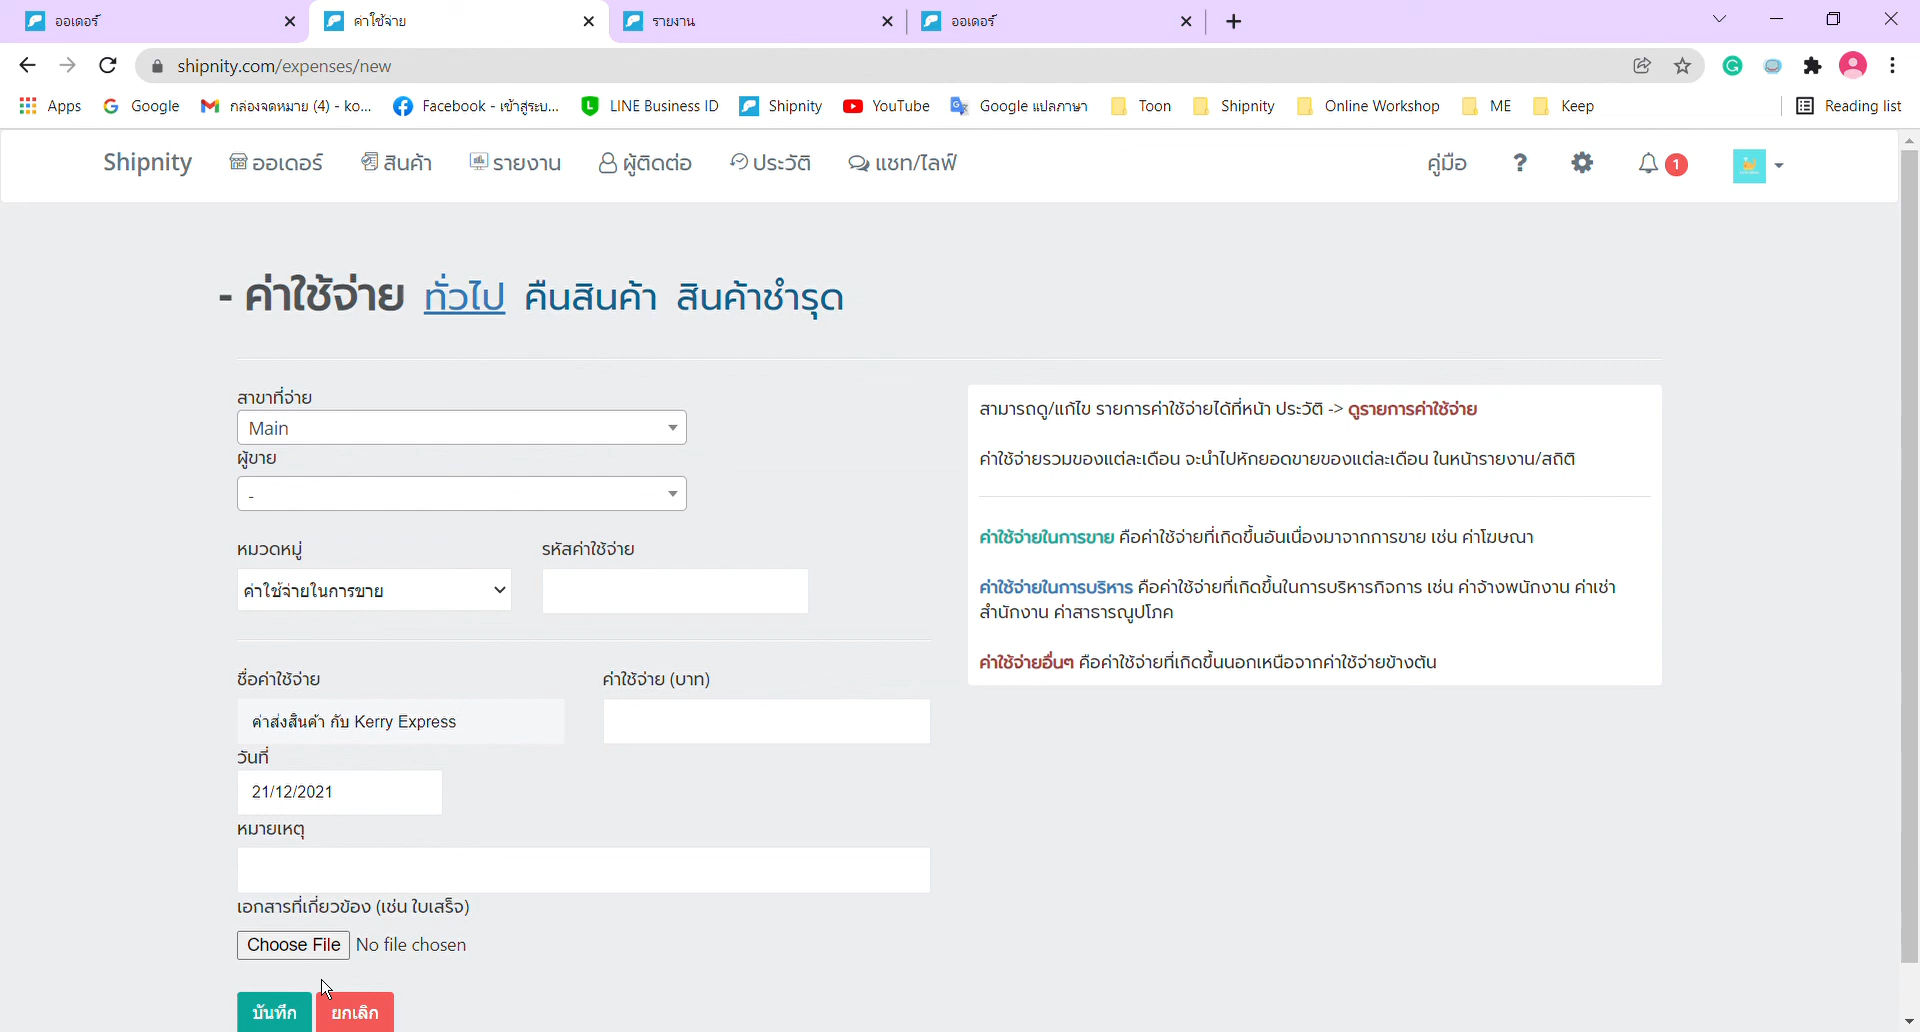 ออเดอร์
ค่าใช้จ่าย
รายงาน
ออเดอร์
shipnity.com/expenses/new
Apps
Google
กล่องจดหมาย (4) - ko...
Facebook - เข้าสู่ระบ...
LINE Business ID
Shipnity
YouTube
Google แปลภาษา
Toon
Shipnity
Online Workshop
ME
Keep
Reading list
Shipnity
ออเดอร์
สินค้า
รายงาน
ผู้ติดต่อ
ประวัติ
แชท/ไลฟ์
คู่มือ
?
1
- ค่าใช้จ่าย ทั่วไป คืนสินค้า สินค้าชำรุด
สาขาที่จ่าย
Main
ผู้ขาย
-
หมวดหมู่
รหัสค่าใช้จ่าย
ค่าใช้จ่ายในการขาย
ชื่อค่าใช้จ่าย
ค่าใช้จ่าย (บาท)
ค่าส่งสินค้า กับ Kerry Express
วันที่
21/12/2021
หมายเหตุ
เอกสารที่เกี่ยวข้อง (เช่น ใบเสร็จ)
Choose File No file chosen
บันทึก
ยกเลิก
สามารถดู/แก้ไข รายการค่าใช้จ่ายได้ที่หน้า ประวัติ -> ดูรายการค่าใช้จ่าย
ค่าใช้จ่ายรวมของแต่ละเดือน จะนำไปหักยอดขายของแต่ละเดือน ในหน้ารายงาน/สถิติ
ค่าใช้จ่ายในการขาย คือค่าใช้จ่ายที่เกิดขึ้นอันเนื่องมาจากการขาย เช่น ค่าโฆษณา
ค่าใช้จ่ายในการบริหาร คือค่าใช้จ่ายที่เกิดขึ้นในการบริหารกิจการ เช่น ค่าจ้างพนักงาน ค่าเช่า
สำนักงาน ค่าสาธารณูปโภค
ค่าใช้จ่ายอื่นๆ คือค่าใช้จ่ายที่เกิดขึ้นนอกเหนือจากค่าใช้จ่ายข้างต้น